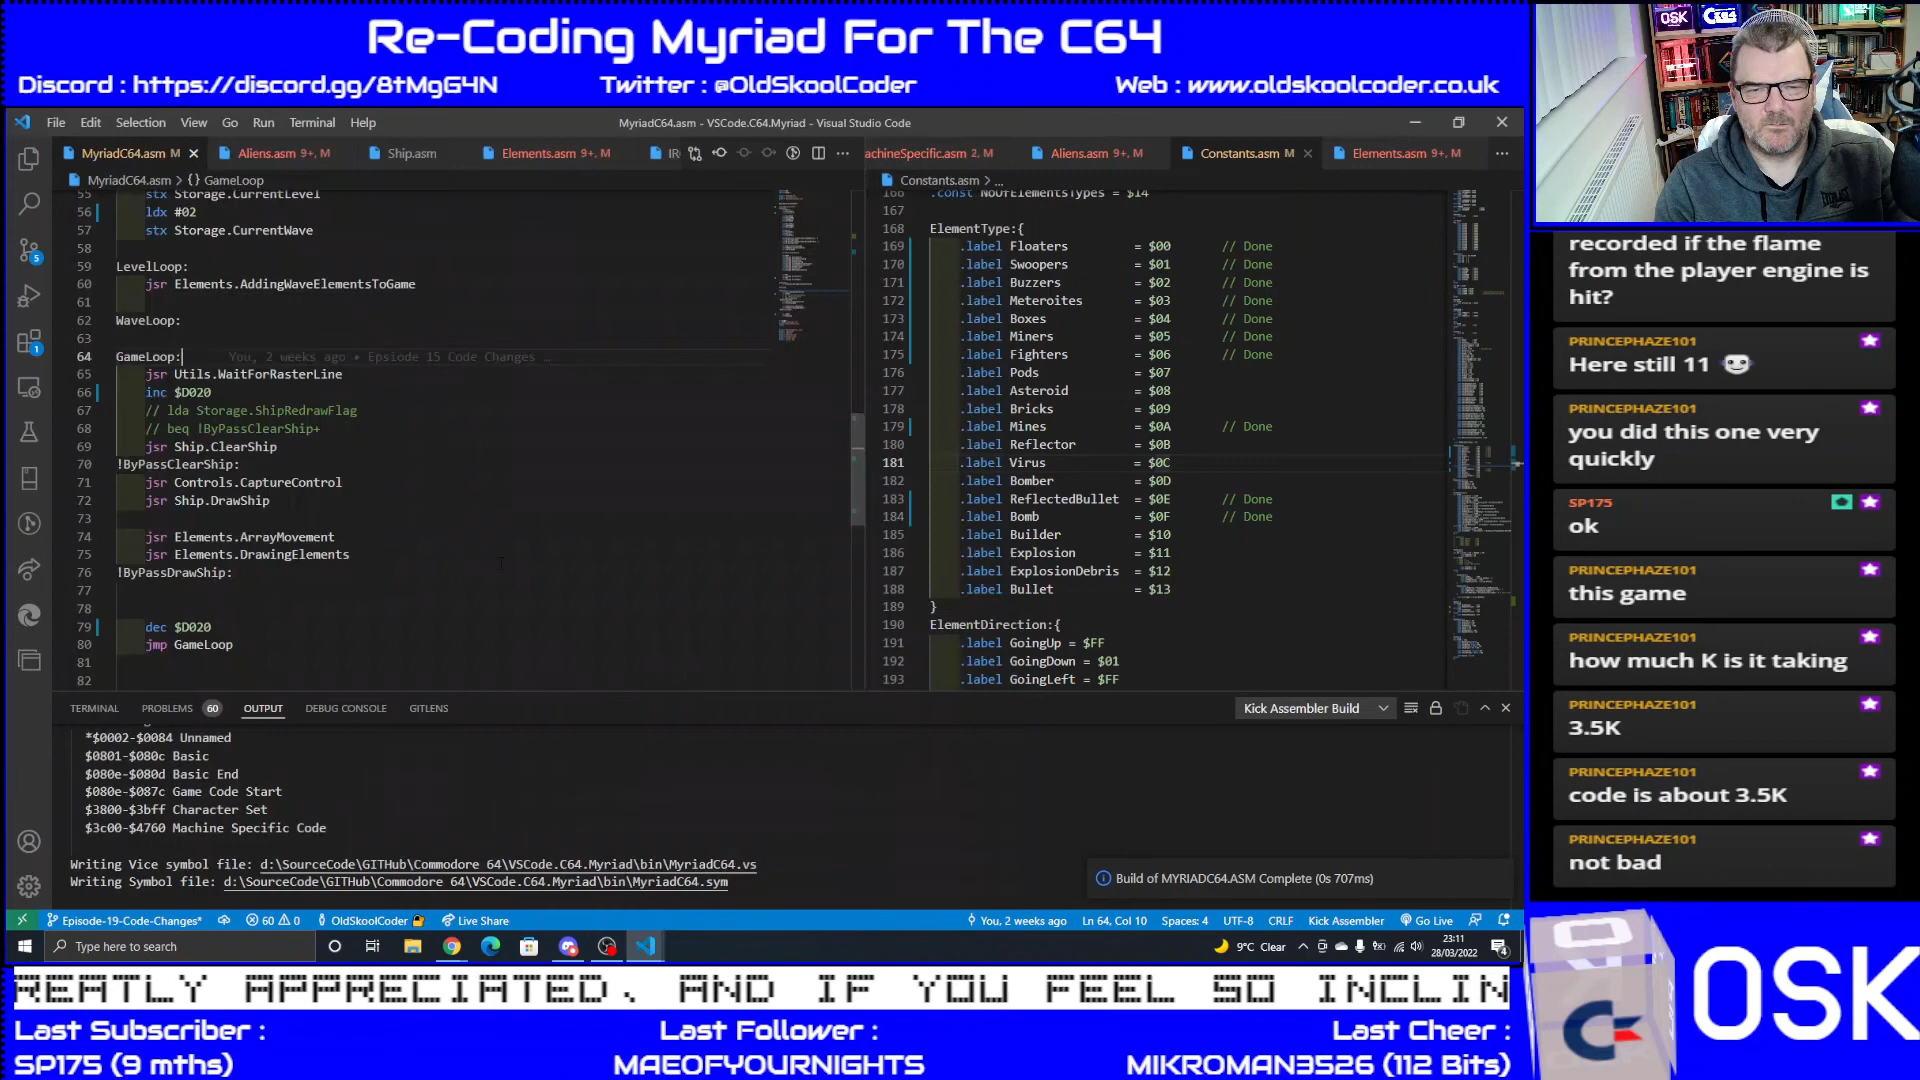 Re-Coding Myriad For The C64
Discord : https://discord.gg/8tMgG4N
Twitter : @OldSkoolCoder
Web : www.oldskoolcoder.co.uk
File Edit Selection View Go Run Terminal Help
MyriadC64.asm - VSCode.C64.Myriad - Visual Studio Code
MyriadC64.asm M
Aliens.asm 9+, M
Ship.asm
Elements.asm 9+, M
achineSpecific.asm 2, M
Aliens.asm 9+, M
Constants.asm M
Elements.asm 9+, M
MyriadC64.asm > {} GameLoop
55 stx Storage.CurrentLevel
56 ldx #02
57 stx Storage.CurrentWave
58
59 LevelLoop:
60 jsr Elements.AddingWaveElementsToGame
61
62 WaveLoop:
63
64 GameLoop: You, 2 weeks ago • Epsiode 15 Code Changes …
65 jsr Utils.WaitForRasterLine
66 inc $D020
67 // lda Storage.ShipRedrawFlag
68 // beq !ByPassClearShip+
69 jsr Ship.ClearShip
70 !ByPassClearShip:
71 jsr Controls.CaptureControl
72 jsr Ship.DrawShip
73
74 jsr Elements.ArrayMovement
75 jsr Elements.DrawingElements
76 !ByPassDrawShip:
77
78
79 dec $D020
80 jmp GameLoop
81
82
Constants.asm > ...
166 .const NoOfElementsTypes = $14
167
168 ElementType:{
169 .label Floaters = $00 // Done
170 .label Swoopers = $01 // Done
171 .label Buzzers = $02 // Done
172 .label Meteroites = $03 // Done
173 .label Boxes = $04 // Done
174 .label Miners = $05 // Done
175 .label Fighters = $06 // Done
176 .label Pods = $07
177 .label Asteroid = $08
178 .label Bricks = $09
179 .label Mines = $0A // Done
180 .label Reflector = $0B
181 .label Virus = $0C
182 .label Bomber = $0D
183 .label ReflectedBullet = $0E // Done
184 .label Bomb = $0F // Done
185 .label Builder = $10
186 .label Explosion = $11
187 .label ExplosionDebris = $12
188 .label Bullet = $13
189 }
190 ElementDirection:{
191 .label GoingUp = $FF
192 .label GoingDown = $01
193 .label GoingLeft = $FF
TERMINAL PROBLEMS 60 OUTPUT DEBUG CONSOLE GITLENS
Kick Assembler Build
*$0002-$0084 Unnamed
$0801-$080c Basic
$080e-$080d Basic End
$080e-$087c Game Code Start
$3800-$3bff Character Set
$3c00-$4760 Machine Specific Code
Writing Vice symbol file: d:\SourceCode\GITHub\Commodore 64\VSCode.C64.Myriad\bin\MyriadC64.vs
Writing Symbol file: d:\SourceCode\GITHub\Commodore 64\VSCode.C64.Myriad\bin\MyriadC64.sym
Build of MYRIADC64.ASM Complete (0s 707ms)
Episode-19-Code-Changes* 60 0 OldSkoolCoder Live Share
You, 2 weeks ago Ln 64, Col 10 Spaces: 4 UTF-8 CRLF Kick Assembler Go Live
Type here to search
9°C Clear
23:11
28/03/2022
recorded if the flame
from the player engine is
hit?
PRINCEPHAZE101
Here still 11
PRINCEPHAZE101
you did this one very
quickly
SP175
ok
PRINCEPHAZE101
this game
PRINCEPHAZE101
how much K is it taking
PRINCEPHAZE101
3.5K
PRINCEPHAZE101
code is about 3.5K
PRINCEPHAZE101
not bad
REATLY APPRECIATED, AND IF YOU FEEL SO INCLIN
Last Subscriber :
SP175 (9 mths)
Last Follower :
MAEOFYOURNIGHTS
Last Cheer :
MIKROMAN3526 (112 Bits)
OSK